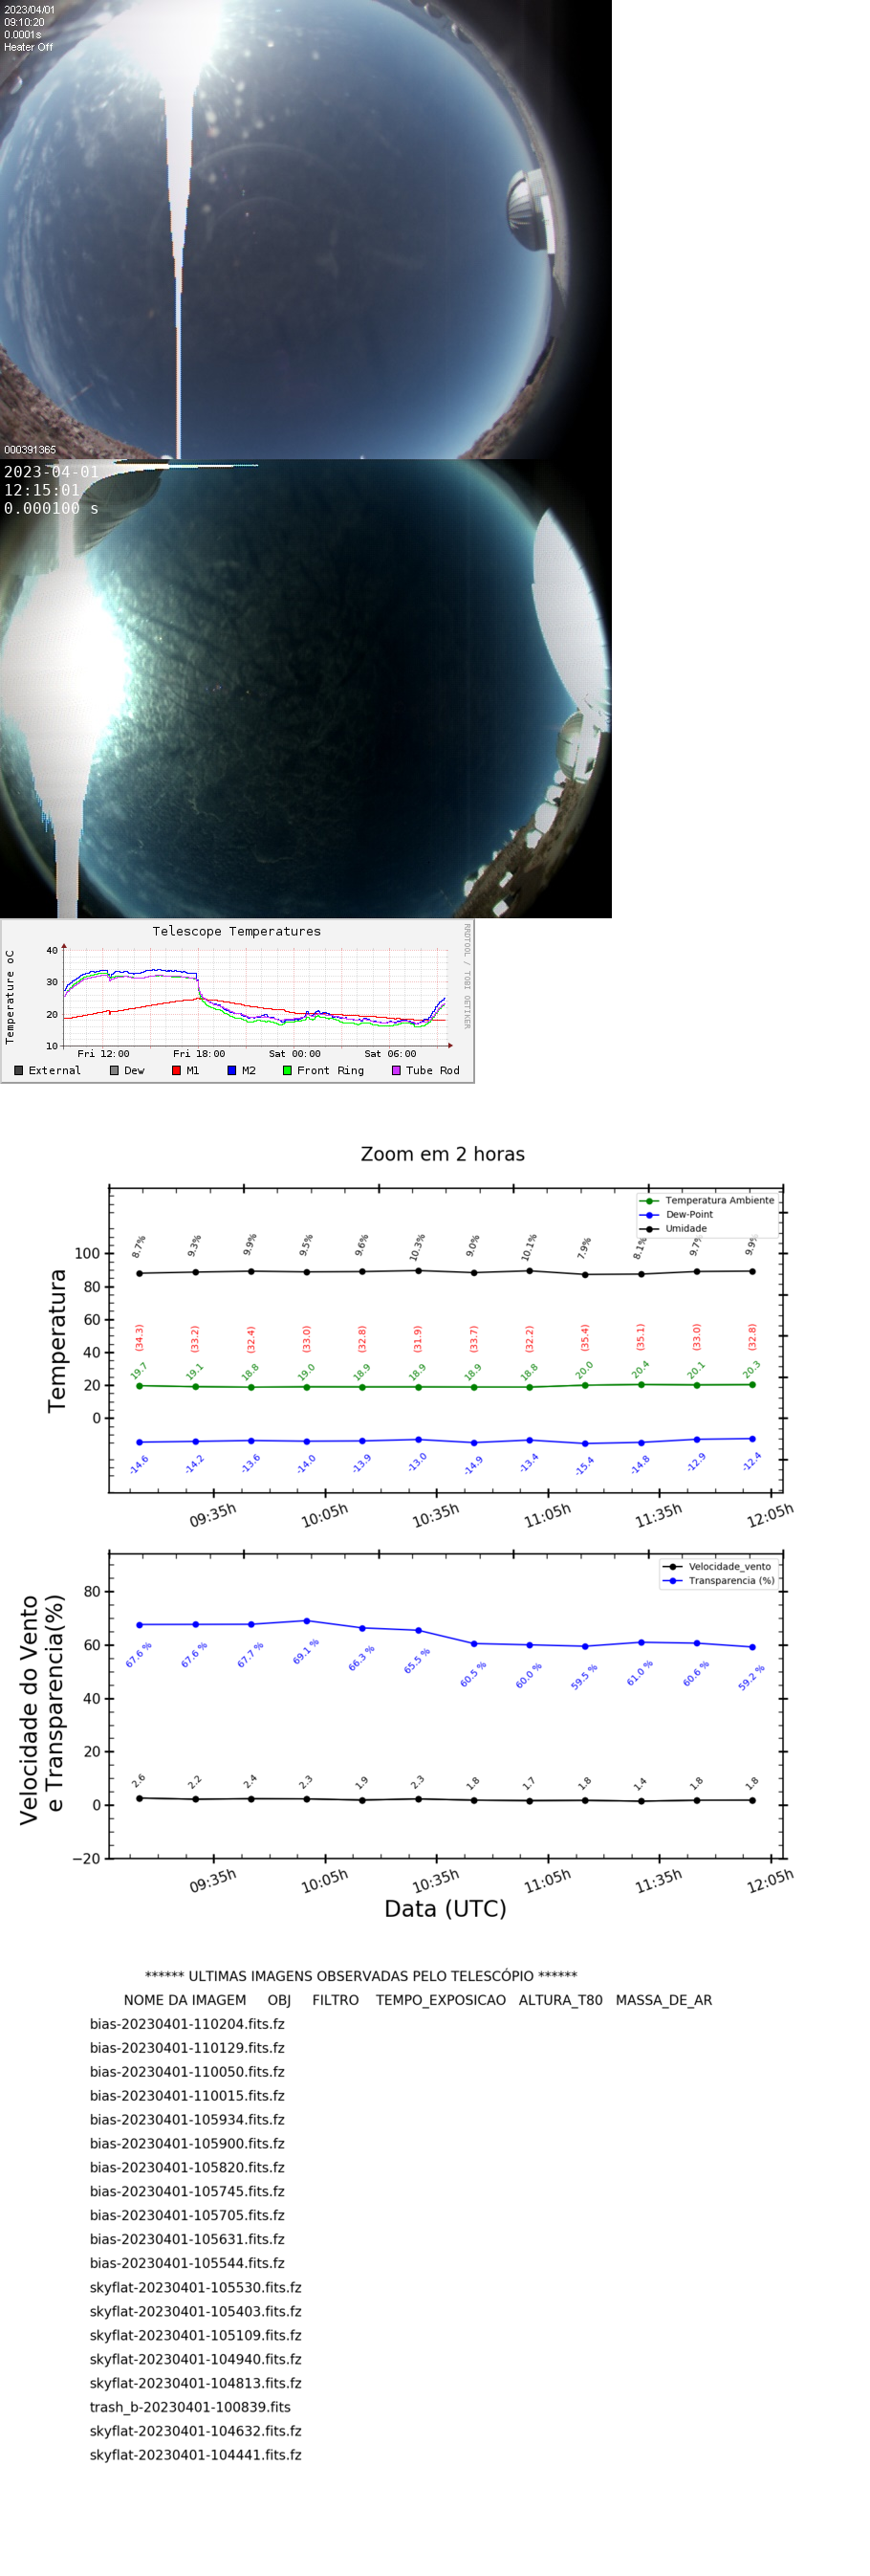 2023/04/01
09:10:20
0.0001s
Heater Off
000391365
2023-04-01
12:15:01
0.000100 s
Telescope Temperatures
Temperature oC
40
30
20
10
Fri 12:00 Fri 18:00 Sat 00:00 Sat 06:00
External Dew M1 M2 Front Ring Tube Rod
RRDTOOL / TOBI OETIKER
Zoom em 2 horas
Temperatura
Temperatura Ambiente
Dew-Point
Umidade
100
80
60
40
20
0
8.7% 9.3% 9.9% 9.5% 9.6% 10.3% 9.0% 10.1% 7.9% 8.1% 9.7% 9.9%
(34.3) (33.2) (32.4) (33.0) (32.8) (31.9) (33.7) (32.2) (35.4) (35.1) (33.0) (32.8)
19.7 19.1 18.8 19.0 18.9 18.9 18.9 18.8 20.0 20.4 20.1 20.3
-14.6 -14.2 -13.6 -14.0 -13.9 -13.0 -14.9 -13.4 -15.4 -14.8 -12.9 -12.4
09:35h 10:05h 10:35h 11:05h 11:35h 12:05h
Velocidade do Vento
e Transparencia(%)
Velocidade_vento
Transparencia (%)
80
60
40
20
0
−20
67.6 % 67.6 % 67.7 % 69.1 % 66.3 % 65.5 % 60.5 % 60.0 % 59.5 % 61.0 % 60.6 % 59.2 %
2.6 2.2 2.4 2.3 1.9 2.3 1.8 1.7 1.8 1.4 1.8 1.8
09:35h 10:05h 10:35h 11:05h 11:35h 12:05h
Data (UTC)
****** ULTIMAS IMAGENS OBSERVADAS PELO TELESCÓPIO ******
NOME DA IMAGEM OBJ FILTRO TEMPO_EXPOSICAO ALTURA_T80 MASSA_DE_AR
bias-20230401-110204.fits.fz
bias-20230401-110129.fits.fz
bias-20230401-110050.fits.fz
bias-20230401-110015.fits.fz
bias-20230401-105934.fits.fz
bias-20230401-105900.fits.fz
bias-20230401-105820.fits.fz
bias-20230401-105745.fits.fz
bias-20230401-105705.fits.fz
bias-20230401-105631.fits.fz
bias-20230401-105544.fits.fz
skyflat-20230401-105530.fits.fz
skyflat-20230401-105403.fits.fz
skyflat-20230401-105109.fits.fz
skyflat-20230401-104940.fits.fz
skyflat-20230401-104813.fits.fz
trash_b-20230401-100839.fits
skyflat-20230401-104632.fits.fz
skyflat-20230401-104441.fits.fz